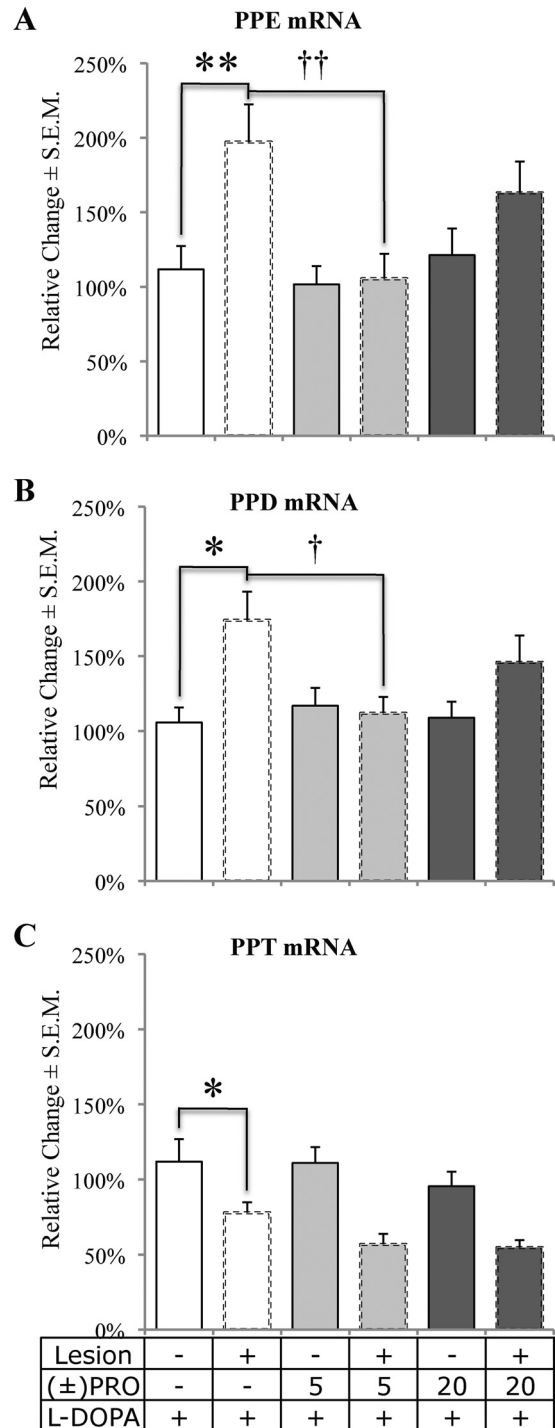 A
PPE mRNA
** ††
250%
200%
150%
100%
50%
0%
Relative Change ± S.E.M.
B
PPD mRNA
* †
250%
200%
150%
100%
50%
0%
Relative Change ± S.E.M.
C
PPT mRNA
*
250%
200%
150%
100%
50%
0%
Relative Change ± S.E.M.
Lesion - + - + - +
(±)PRO - - 5 5 20 20
L-DOPA + + + + + +